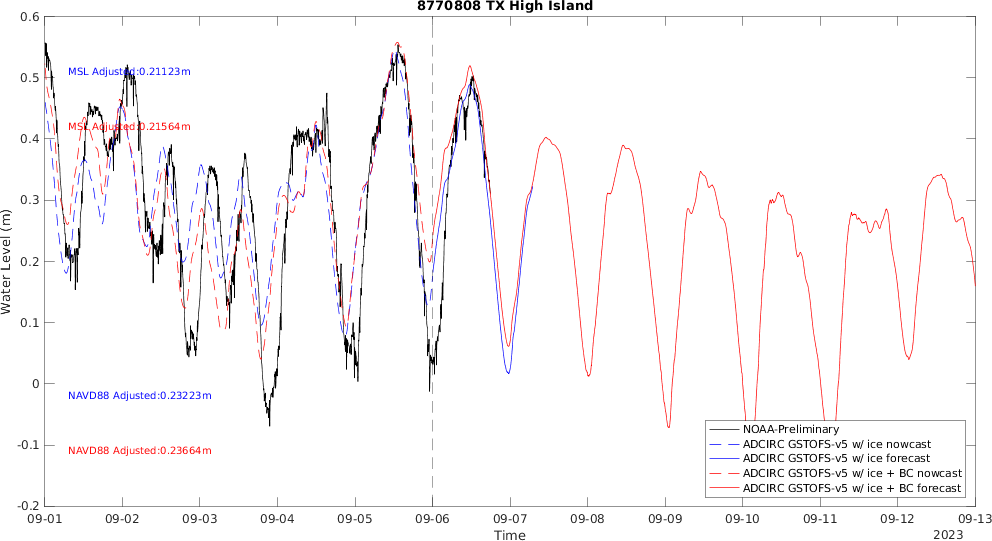 8770808 TX High Island
0.6
0.5
0.4
0.3
0.2
0.1
0
-0.1
-0.2
Water Level (m)
MSL Adjusted:0.21123m
MSL Adjusted:0.21564m
NAVD88 Adjusted:0.23223m
NAVD88 Adjusted:0.23664m
NOAA-Preliminary
ADCIRC GSTOFS-v5 w/ ice nowcast
ADCIRC GSTOFS-v5 w/ ice forecast
ADCIRC GSTOFS-v5 w/ ice + BC nowcast
ADCIRC GSTOFS-v5 w/ ice + BC forecast
09-01 09-02 09-03 09-04 09-05 09-06 09-07 09-08 09-09 09-10 09-11 09-12 09-13
Time
2023